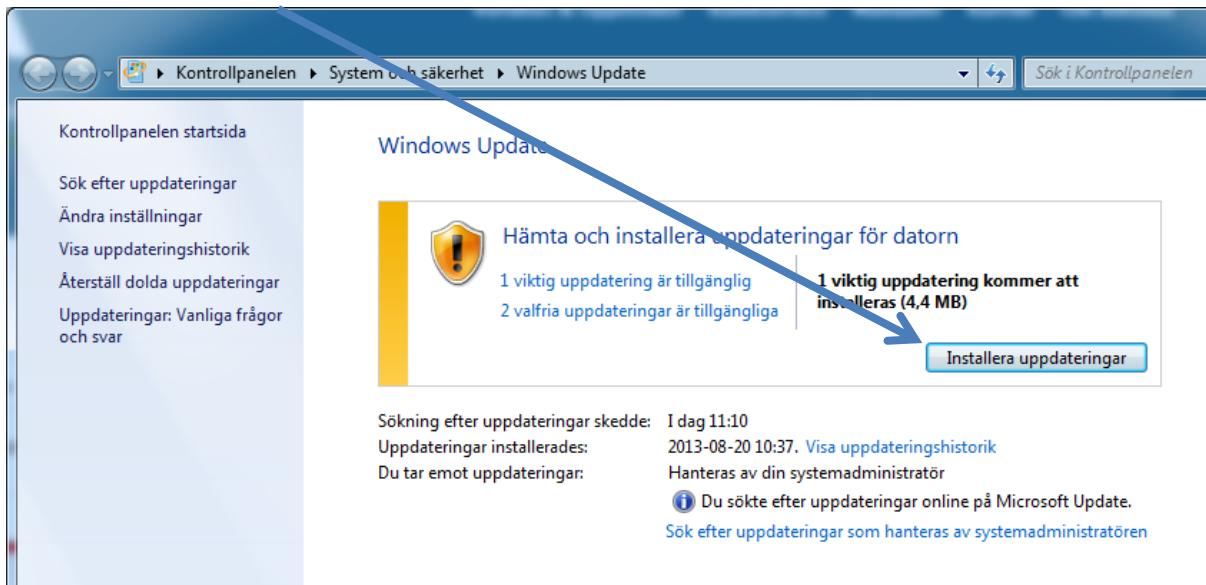 Kontrollpanelen ▸ System och säkerhet ▸ Windows Update
Sök i Kontrollpanelen
Kontrollpanelen startsida
Sök efter uppdateringar
Ändra inställningar
Visa uppdateringshistorik
Återställ dolda uppdateringar
Uppdateringar: Vanliga frågor
och svar
Windows Update
Hämta och installera uppdateringar för datorn
1 viktig uppdatering är tillgänglig
2 valfria uppdateringar är tillgängliga
1 viktig uppdatering kommer att
installeras (4,4 MB)
Installera uppdateringar
Sökning efter uppdateringar skedde: I dag 11:10
Uppdateringar installerades: 2013-08-20 10:37. Visa uppdateringshistorik
Du tar emot uppdateringar: Hanteras av din systemadministratör
Du sökte efter uppdateringar online på Microsoft Update.
Sök efter uppdateringar som hanteras av systemadministratören